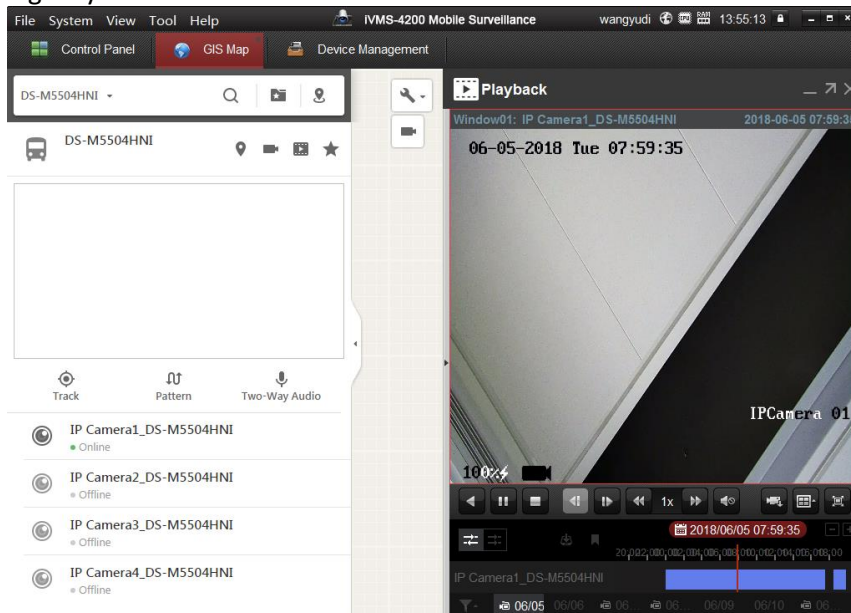 File System View Tool Help iVMS-4200 Mobile Surveillance wangyudi 13:55:13
Control Panel GIS Map Device Management
DS-M5504HNI
DS-M5504HNI
Track Pattern Two-Way Audio
IP Camera1_DS-M5504HNI
Online
IP Camera2_DS-M5504HNI
Offline
IP Camera3_DS-M5504HNI
Offline
IP Camera4_DS-M5504HNI
Offline
Playback
Window01: IP Camera1_DS-M5504HNI 2018-06-05 07:59:3
06-05-2018 Tue 07:59:35
IPCamera 01
100%
1x
2018/06/05 07:59:35
IP Camera1_DS-M5504HNI
06/05 06/06 06 06 06/09 06/10 06